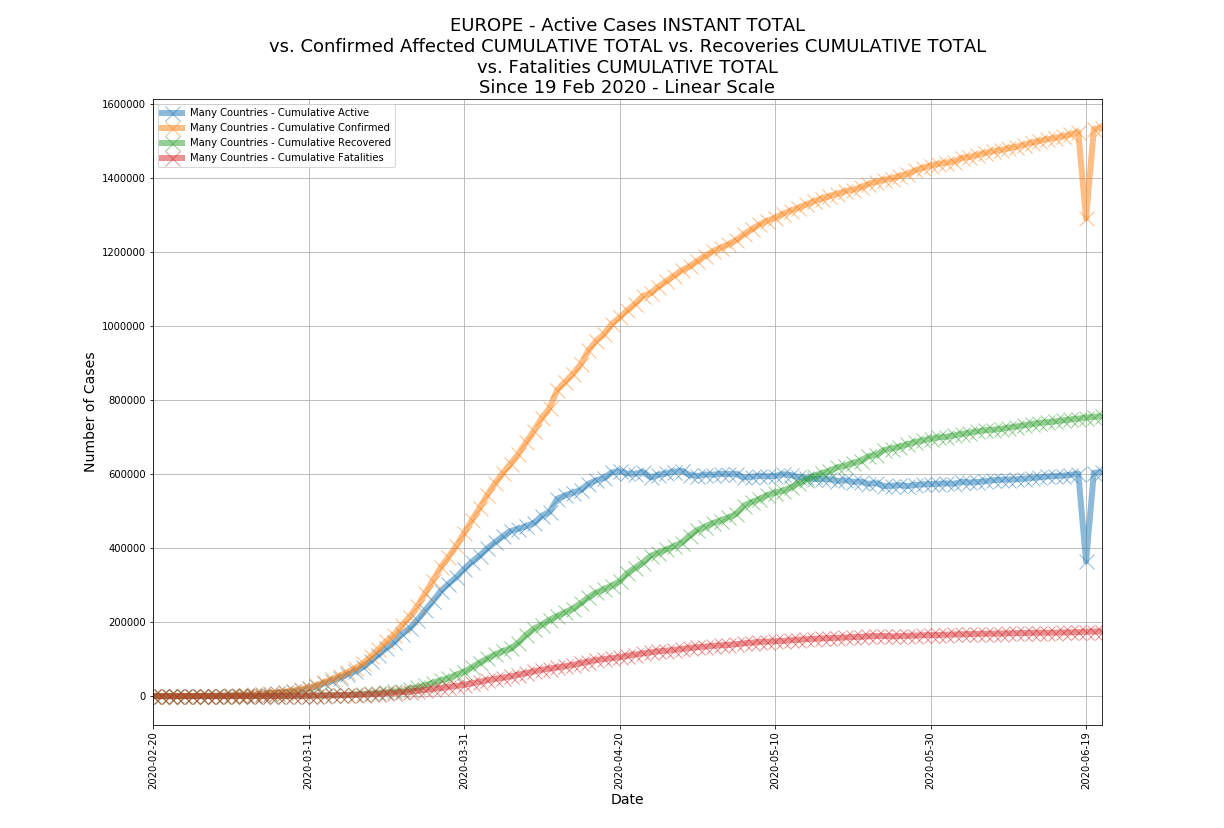 EUROPE - Active Cases INSTANT TOTAL
vs. Confirmed Affected CUMULATIVE TOTAL vs. Recoveries CUMULATIVE TOTAL
vs. Fatalities CUMULATIVE TOTAL
Since 19 Feb 2020 - Linear Scale
Many Countries - Cumulative Active
Many Countries - Cumulative Confirmed
Many Countries - Cumulative Recovered
Many Countries - Cumulative Fatalities
1600000
1400000
1200000
1000000
800000
600000
400000
200000
0
Number of Cases
2020-02-20
2020-03-11
2020-03-31
2020-04-20
2020-05-10
2020-05-30
2020-06-19
Date